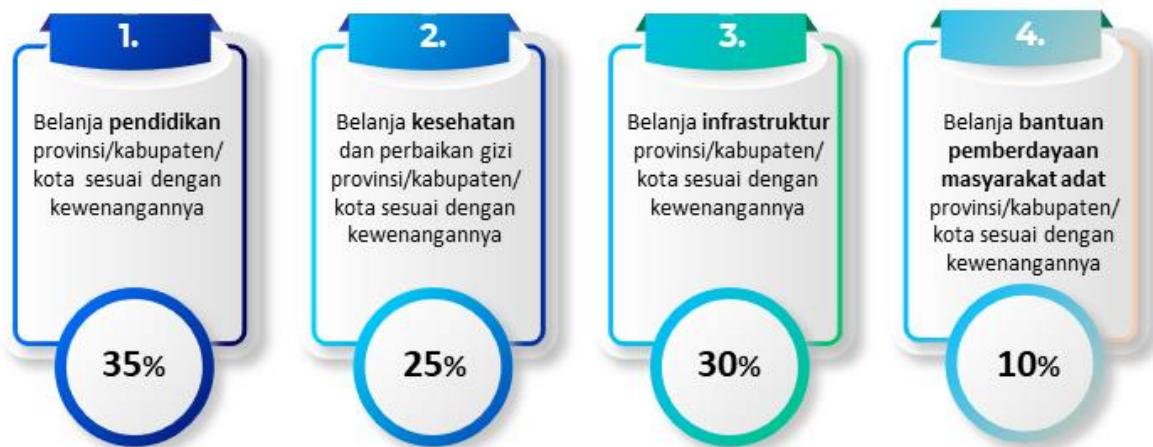 1.
Belanja pendidikan
provinsi/kabupaten/
kota sesuai dengan
kewenangannya
35%
2.
Belanja kesehatan
dan perbaikan gizi
provinsi/kabupaten/
kota sesuai dengan
kewenangannya
25%
3.
Belanja infrastruktur
provinsi/kabupaten/
kota sesuai dengan
kewenangannya
30%
4.
Belanja bantuan
pemberdayaan
masyarakat adat
provinsi/kabupaten/
kota sesuai dengan
kewenangannya
10%